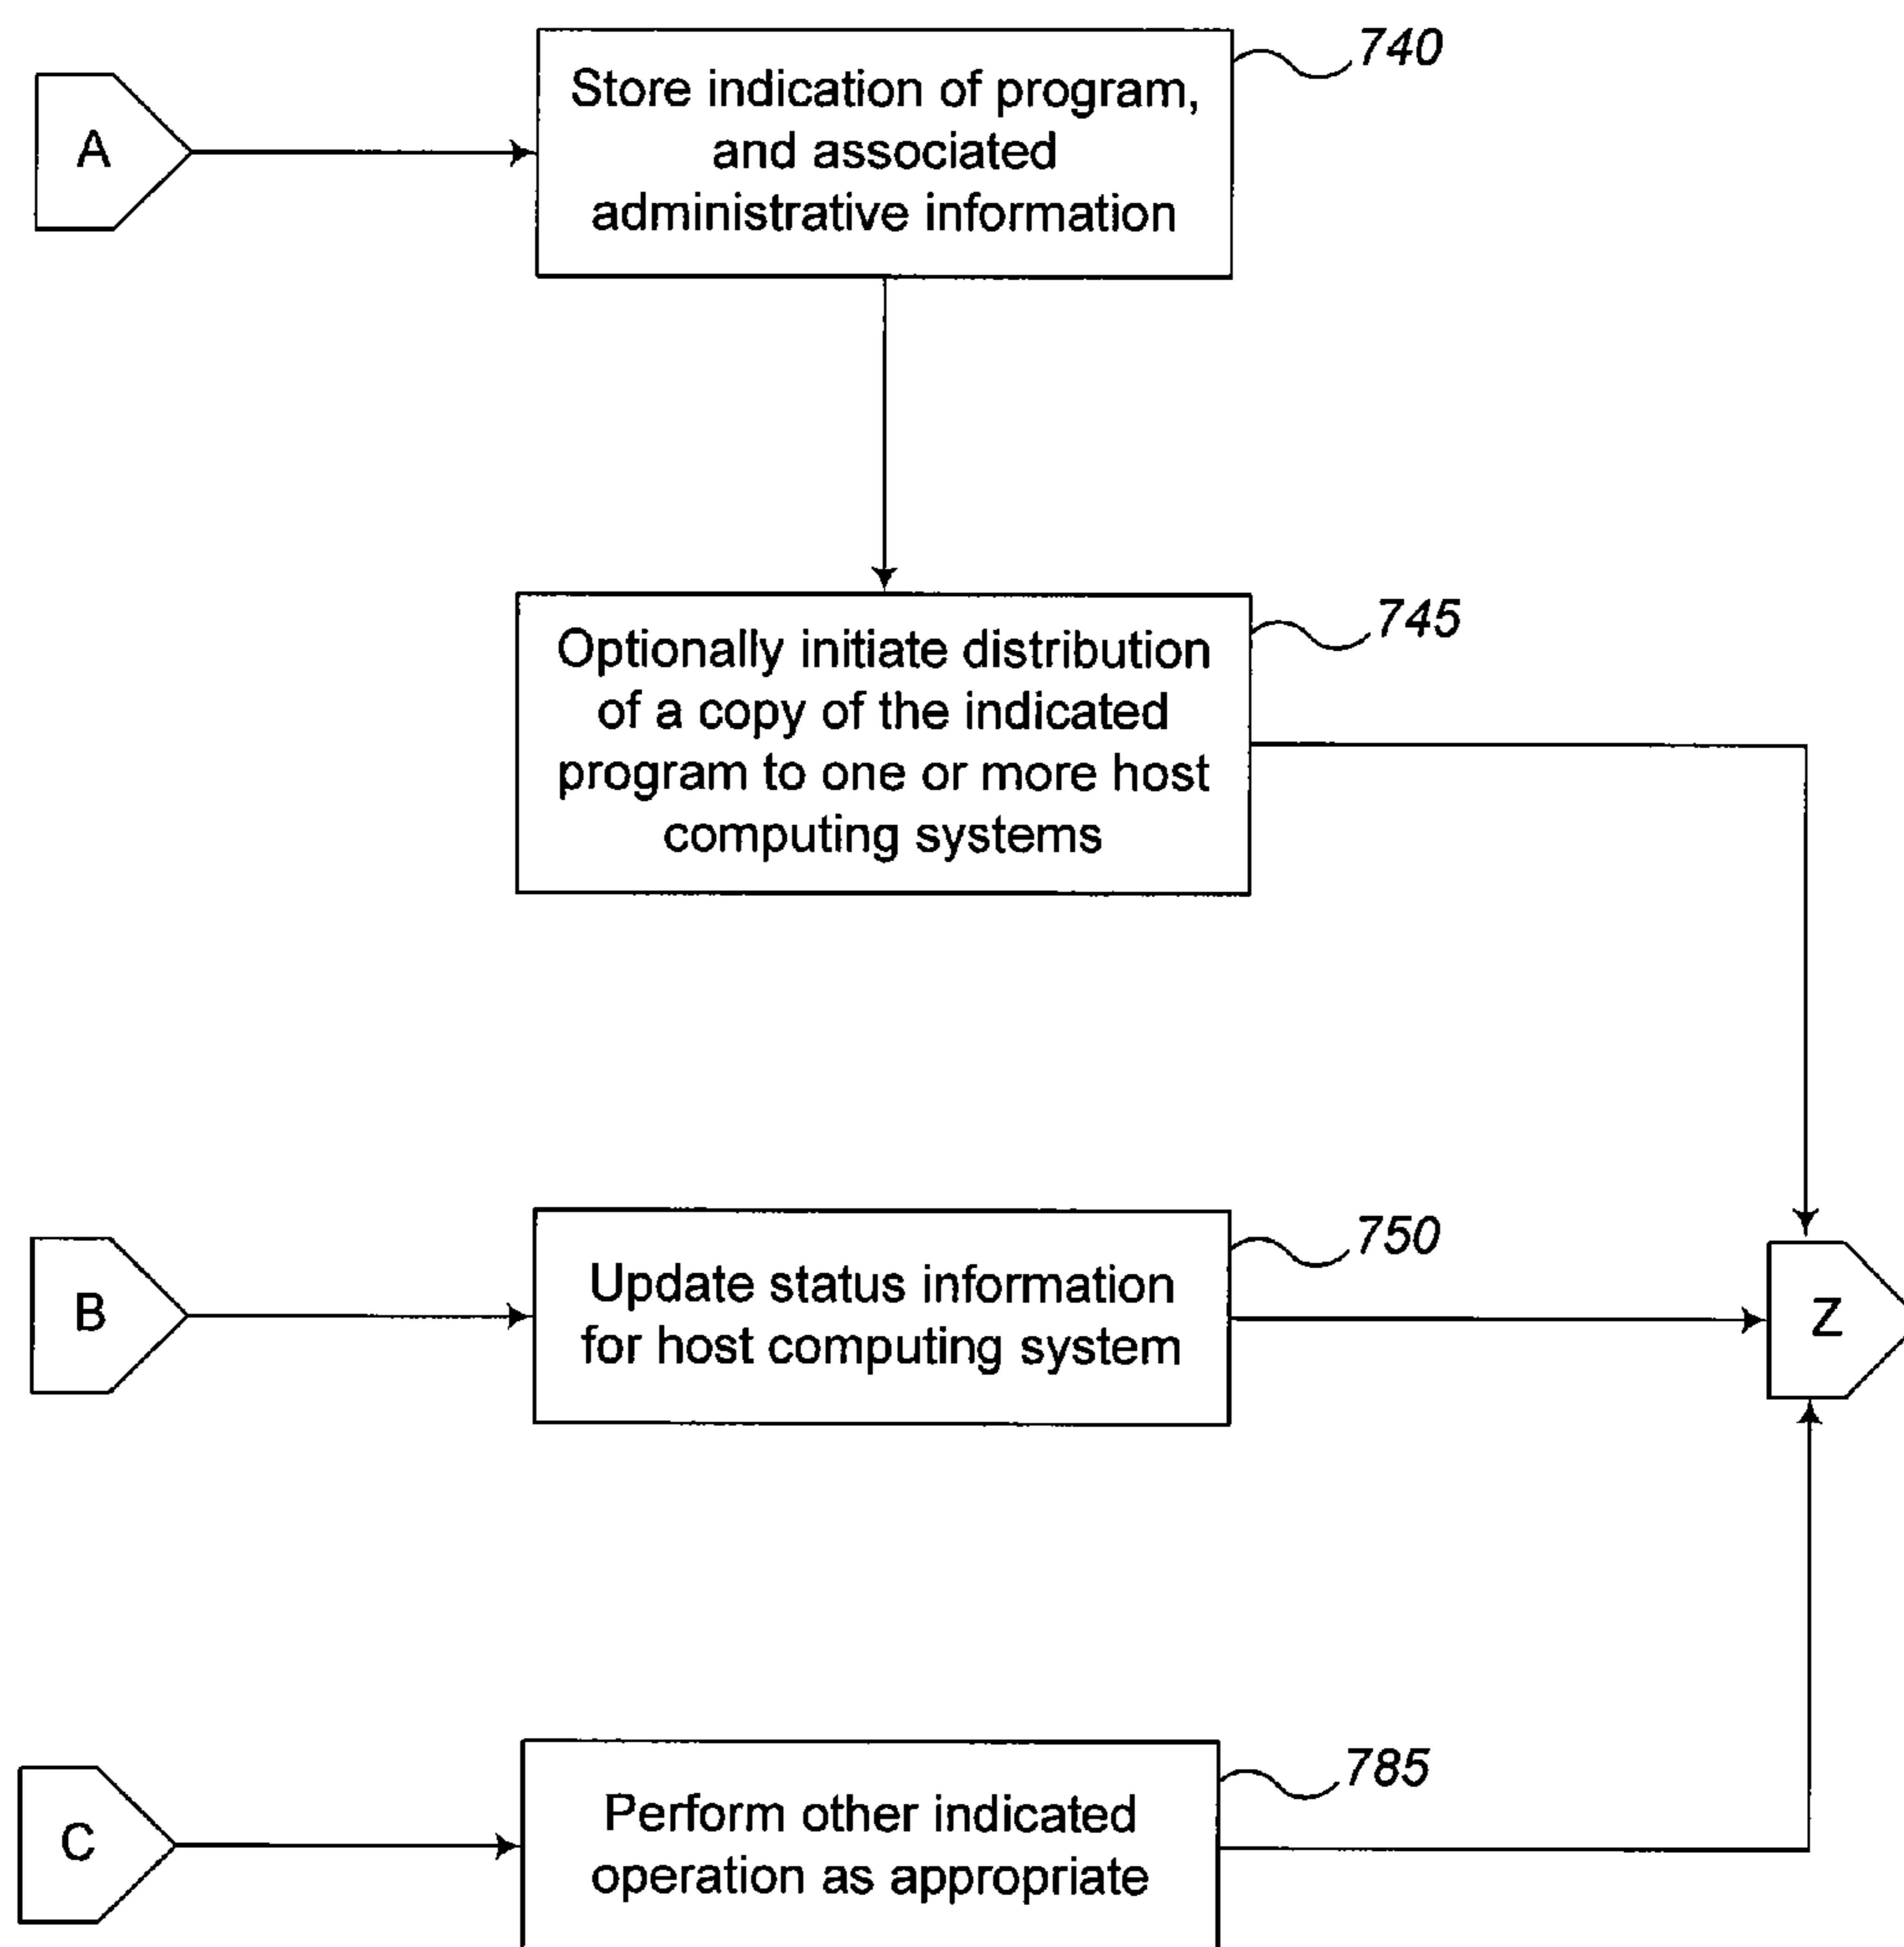 740
A
Store indication of program,
and associated
administrative information
745
Optionally initiate distribution
of a copy of the indicated
program to one or more host
computing systems
750
B
Update status information
for host computing system
Z
785
C
Perform other indicated
operation as appropriate